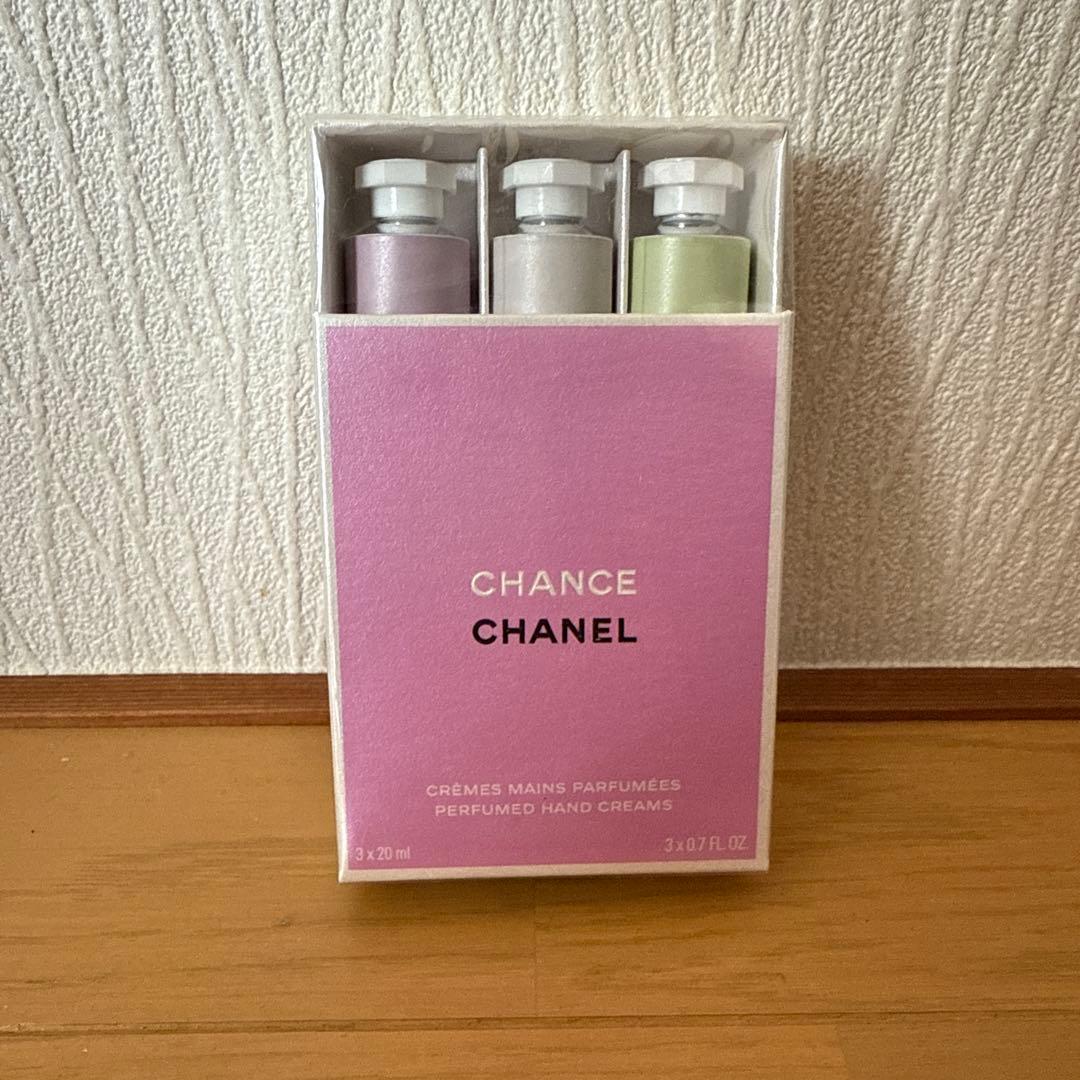 CHANCE
CHANEL
CRÈMES MAINS PARFUMÉES
PERFUMED HAND CREAMS
3 x 20 ml
3 x 0.7 FL. OZ.